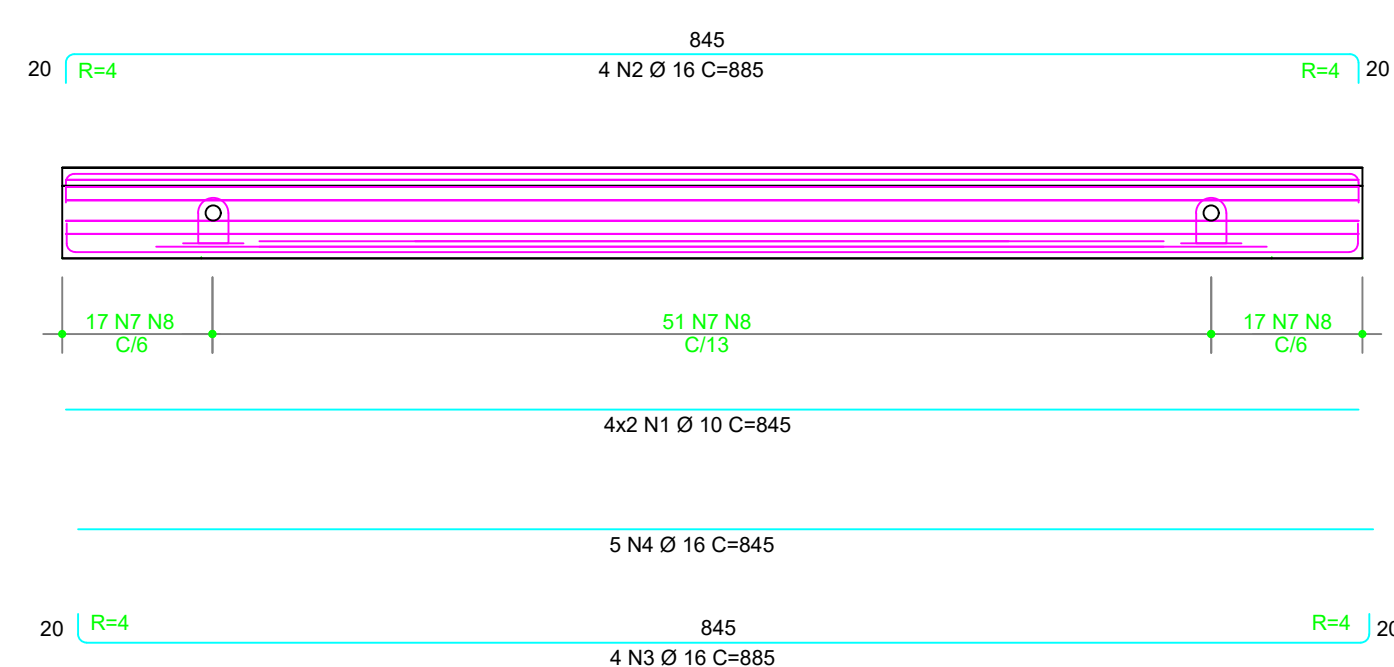 845
20 R=4 4 N2 Ø 16 C=885 R=4 20
17 N7 N8 51 N7 N8 17 N7 N8
C/6 C/13 C/6
4x2 N1 Ø 10 C=845
5 N4 Ø 16 C=845
20 R=4 845 R=4 20
4 N3 Ø 16 C=885